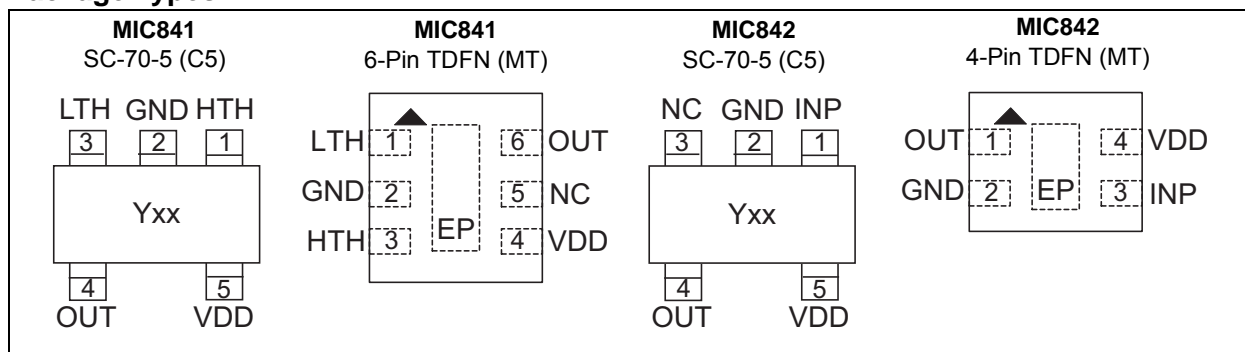 MIC841
SC-70-5 (C5)
LTH GND HTH
3 2 1
Yxx
4 5
OUT VDD
MIC841
6-Pin TDFN (MT)
LTH 1 6 OUT
GND 2 5 NC
HTH 3 EP 4 VDD
MIC842
SC-70-5 (C5)
NC GND INP
3 2 1
Yxx
4 5
OUT VDD
MIC842
4-Pin TDFN (MT)
OUT 1 4 VDD
GND 2 EP 3 INP